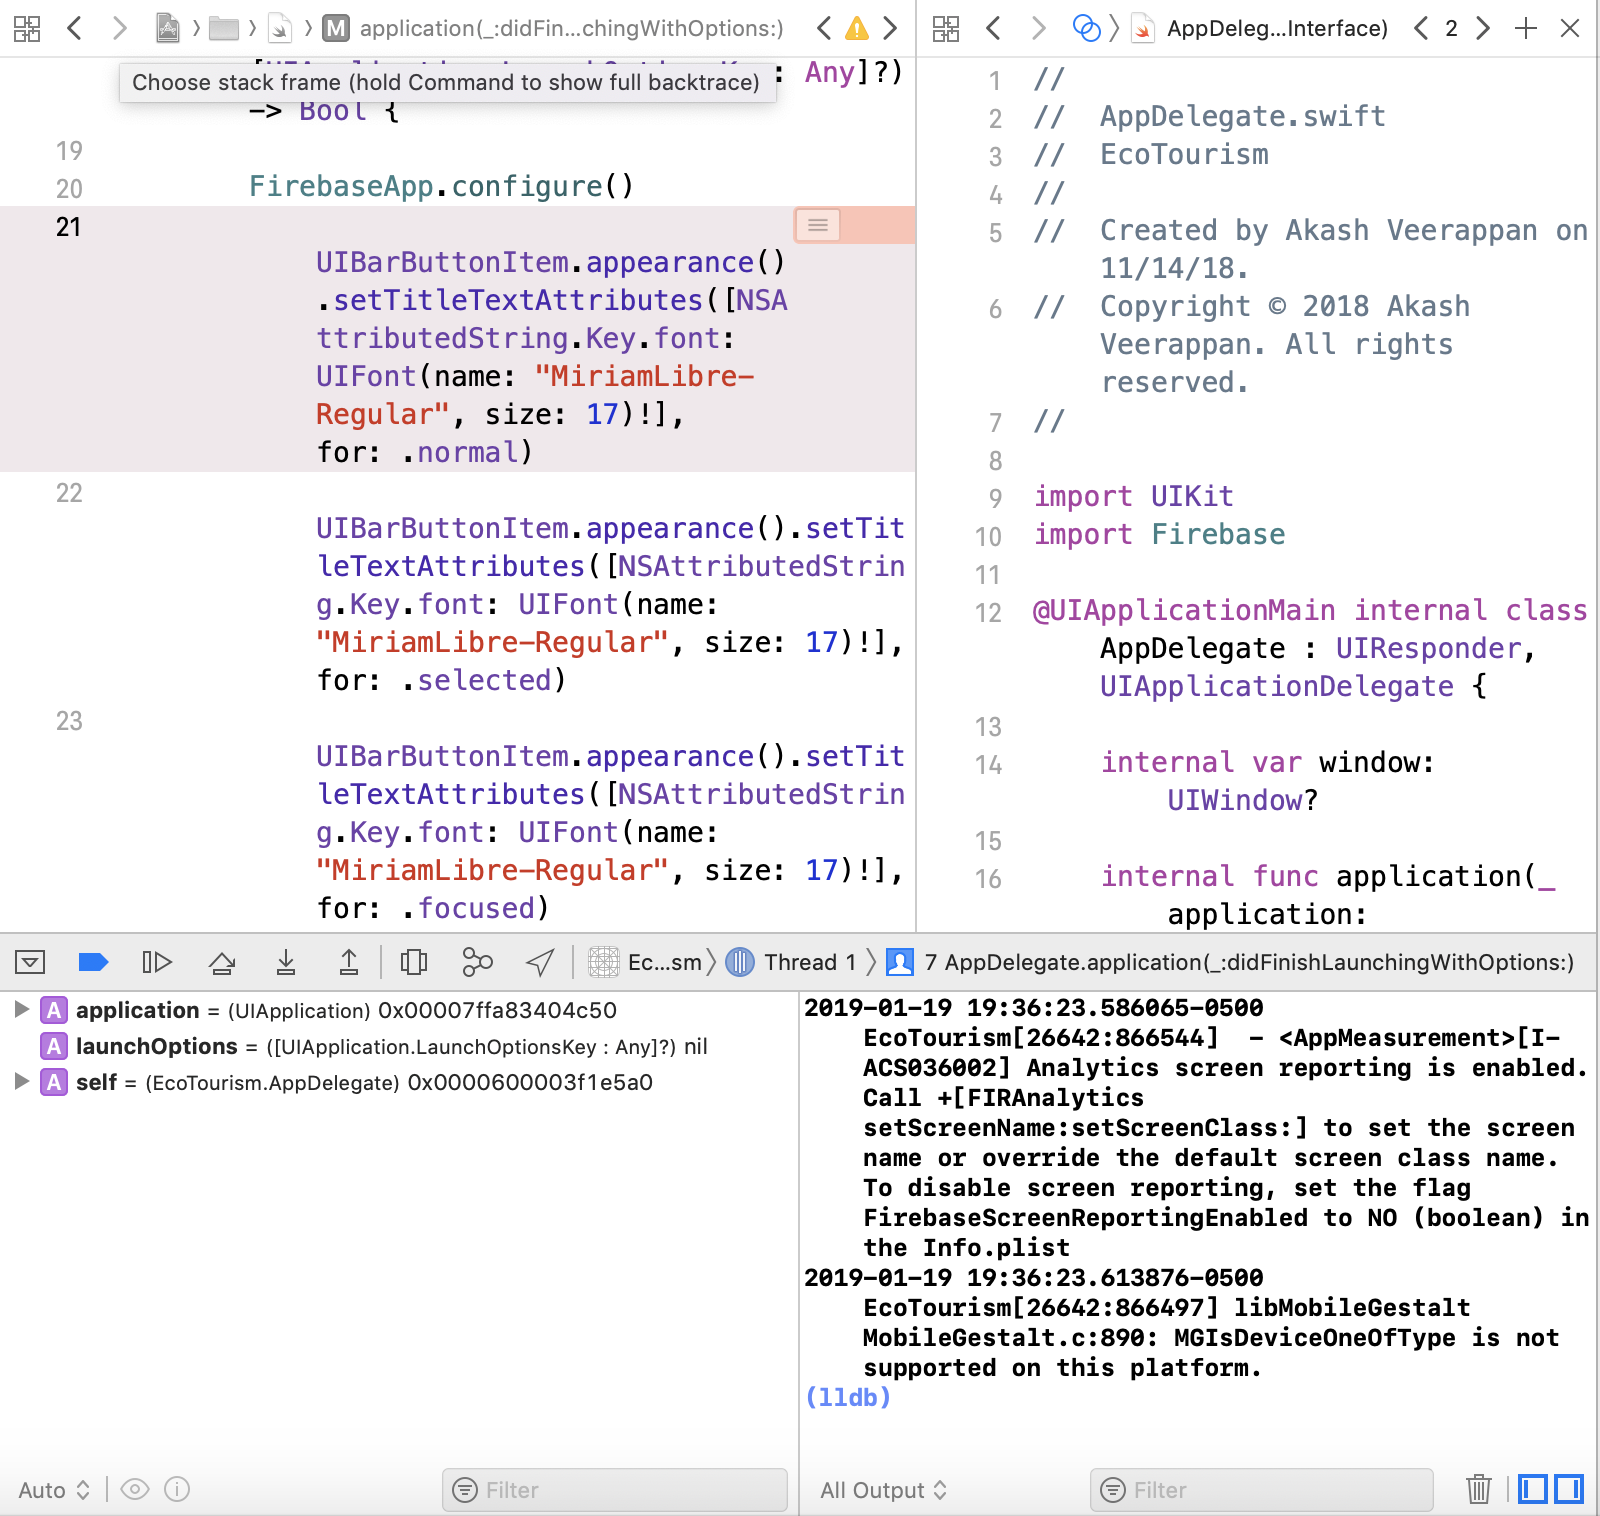 application(_:didFin...chingWithOptions:)
AppDeleg...Interface)
2
: Any]?)
Choose stack frame (hold Command to show full backtrace)
-> Bool {
19
20 FirebaseApp.configure()
21
UIBarButtonItem.appearance()
.setTitleTextAttributes([NSA
ttributedString.Key.font:
UIFont(name: "MiriamLibre-
Regular", size: 17)!],
for: .normal)
22
UIBarButtonItem.appearance().setTit
leTextAttributes([NSAttributedStrin
g.Key.font: UIFont(name:
"MiriamLibre-Regular", size: 17)!],
for: .selected)
23
UIBarButtonItem.appearance().setTit
leTextAttributes([NSAttributedStrin
g.Key.font: UIFont(name:
"MiriamLibre-Regular", size: 17)!],
for: .focused)
1 //
2 // AppDelegate.swift
3 // EcoTourism
4 //
5 // Created by Akash Veerappan on
11/14/18.
6 // Copyright © 2018 Akash
Veerappan. All rights
reserved.
7 //
8
9 import UIKit
10 import Firebase
11
12 @UIApplicationMain internal class
AppDelegate : UIResponder,
UIApplicationDelegate {
13
14 internal var window:
UIWindow?
15
16 internal func application(_
application:
Ec...sm Thread 1 7 AppDelegate.application(_:didFinishLaunchingWithOptions:)
A application = (UIApplication) 0x00007ffa83404c50
A launchOptions = ([UIApplication.LaunchOptionsKey : Any]?) nil
A self = (EcoTourism.AppDelegate) 0x0000600003f1e5a0
2019-01-19 19:36:23.586065-0500
EcoTourism[26642:866544] - <AppMeasurement>[I-
ACS036002] Analytics screen reporting is enabled.
Call +[FIRAnalytics
setScreenName:setScreenClass:] to set the screen
name or override the default screen class name.
To disable screen reporting, set the flag
FirebaseScreenReportingEnabled to NO (boolean) in
the Info.plist
2019-01-19 19:36:23.613876-0500
EcoTourism[26642:866497] libMobileGestalt
MobileGestalt.c:890: MGIsDeviceOneOfType is not
supported on this platform.
(lldb)
Auto
Filter
All Output
Filter